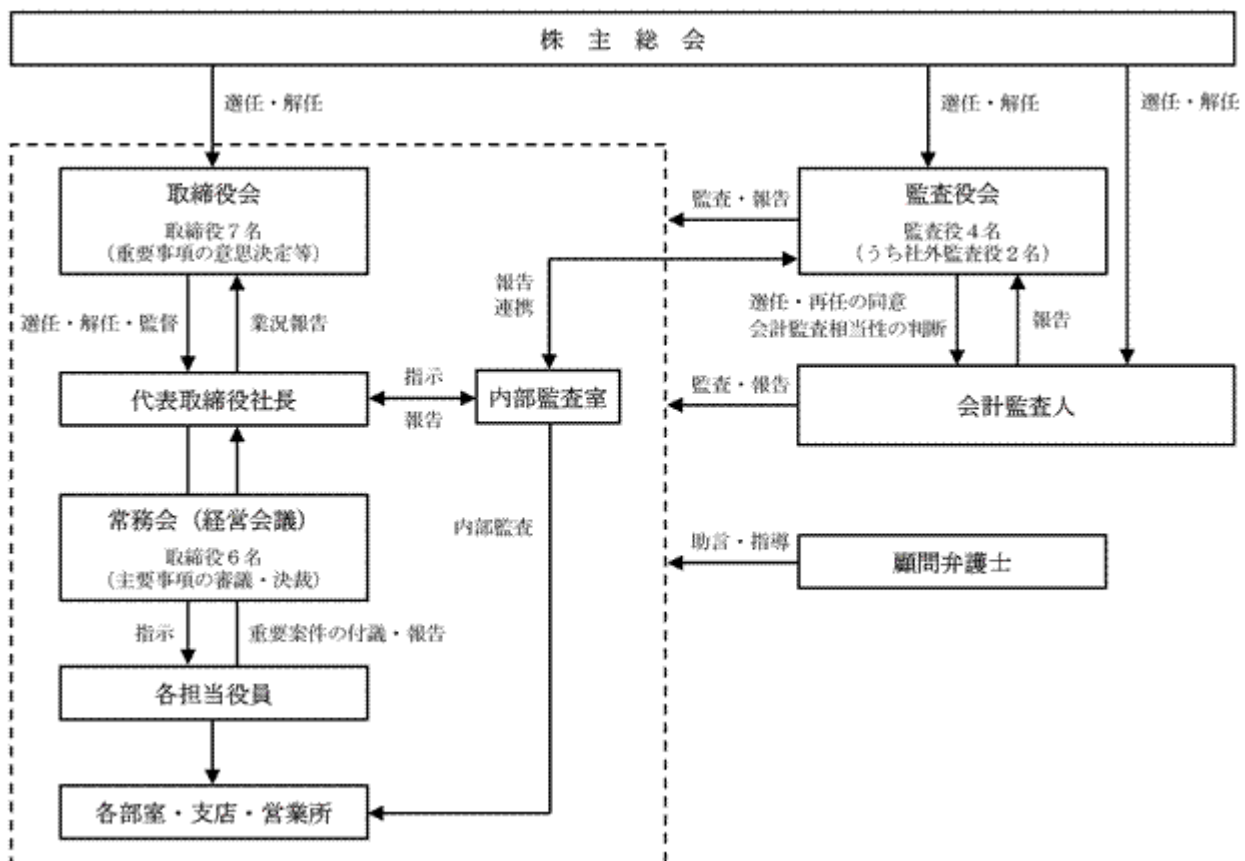 株主総会
選任・解任
選任・解任
選任・解任
取締役会
取締役7名
(重要事項の意思決定等)
監査・報告
監査役会
監査役4名
(うち社外監査役2名)
報告
連携
選任・解任・監督
業況報告
選任・再任の同意
会計監査相当性の判断
報告
代表取締役社長
指示
報告
内部監査室
監査・報告
会計監査人
常務会(経営会議)
取締役6名
(主要事項の審議・決裁)
内部監査
助言・指導
顧問弁護士
指示
重要案件の付議・報告
各担当役員
各部室・支店・営業所